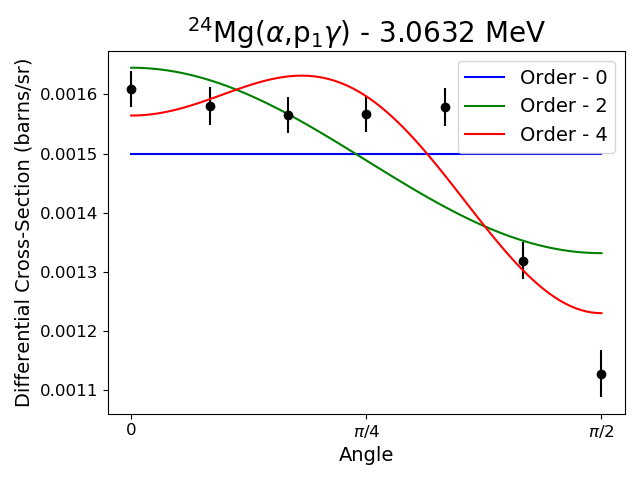 ²⁴Mg(α,p₁γ) - 3.0632 MeV
Differential Cross-Section (barns/sr)
0.0016
0.0015
0.0014
0.0013
0.0012
0.0011
Order - 0
Order - 2
Order - 4
0
π/4
π/2
Angle